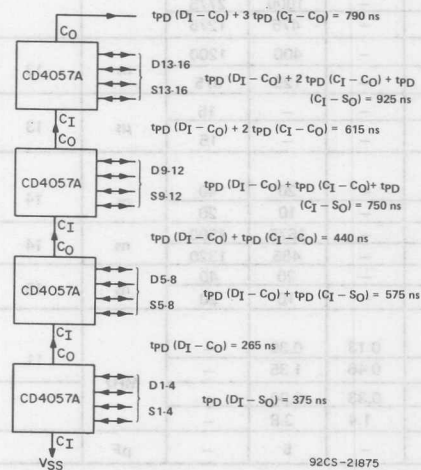 tPD (DI – CO) + 3 tPD (CI – CO) = 790 ns
CO
CD4057A
D13-16
S13-16
tPD (DI – CO) + 2 tPD (CI – CO) + tPD
(CI – SO) = 925 ns
CI
tPD (DI – CO) + 2 tPD (CI – CO) = 615 ns
CO
CD4057A
D9-12
S9-12
tPD (DI – CO) + tPD (CI – CO)+ tPD
(CI – SO) = 750 ns
CI
tPD (DI – CO) + tPD (CI – CO) = 440 ns
CO
CD4057A
D5-8
S5-8
tPD (DI – CO) + tPD (CI – SO) = 575 ns
CI
tPD (DI – CO) = 265 ns
CO
CD4057A
D1-4
S1-4
tPD (DI – SO) = 375 ns
CI
VSS
92CS-21875